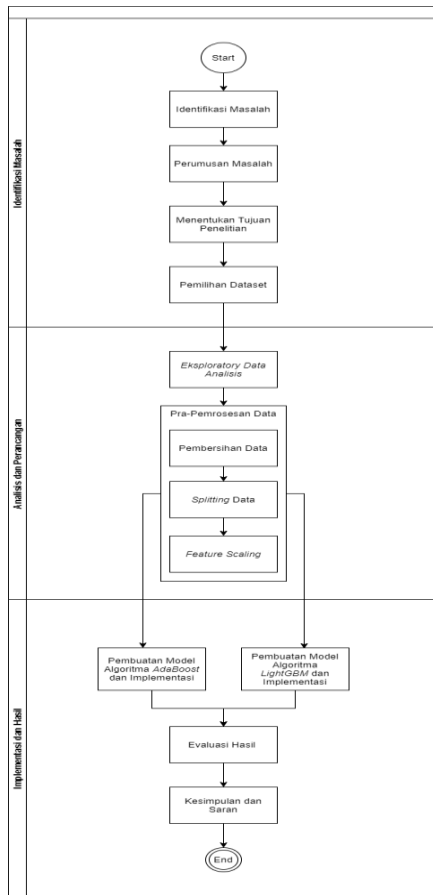 Identifikasi Masalah
Start
Identifikasi Masalah
Perumusan Masalah
Menentukan Tujuan
Penelitian
Pemilihan Dataset
Analisis dan Perancangan
Eksploratory Data
Analisis
Pra-Pemrosesan Data
Pembersihan Data
Splitting Data
Feature Scaling
Implementasi dan Hasil
Pembuatan Model
Algoritma AdaBoost
dan Implementasi
Pembuatan Model
Algoritma
LightGBM dan
Implementasi
Evaluasi Hasil
Kesimpulan dan
Saran
End